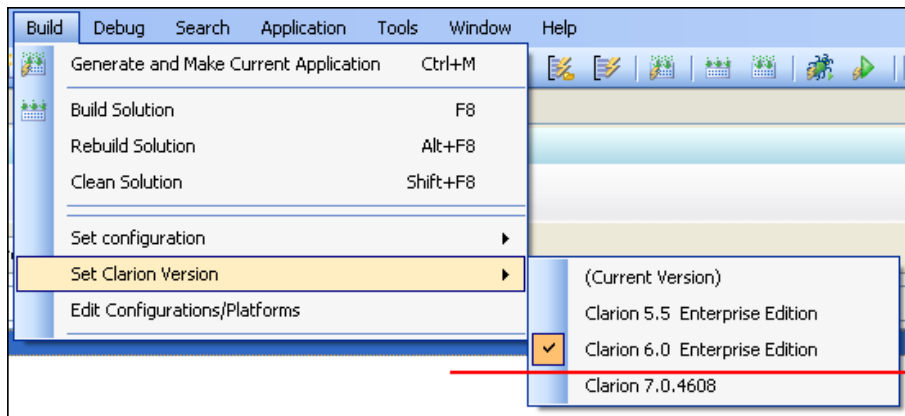 Build Debug Search Application Tools Window Help
Generate and Make Current Application Ctrl+M
Build Solution F8
Rebuild Solution Alt+F8
Clean Solution Shift+F8
Set configuration
Set Clarion Version
Edit Configurations/Platforms
(Current Version)
Clarion 5.5 Enterprise Edition
Clarion 6.0 Enterprise Edition
Clarion 7.0.4608